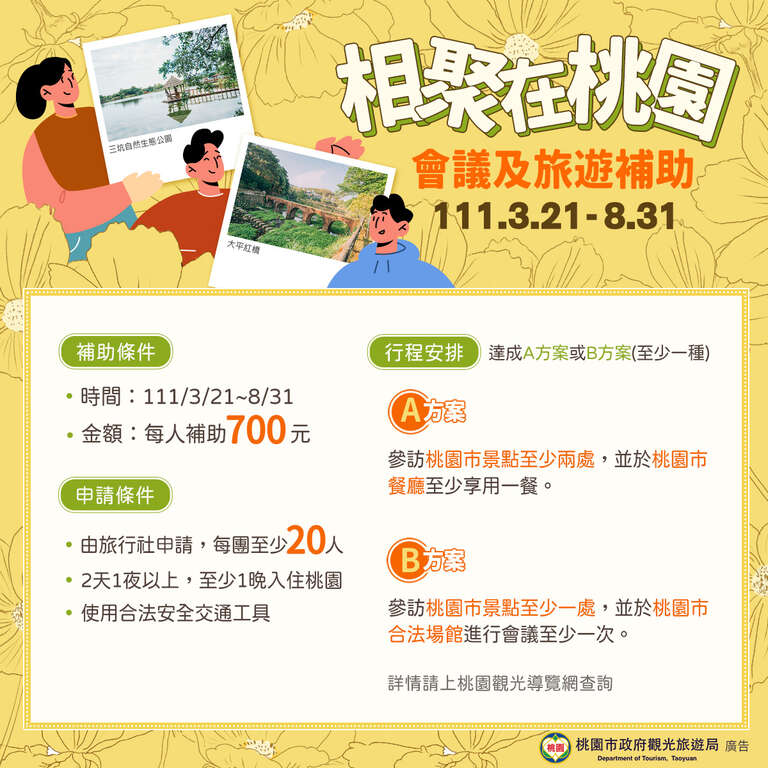 相聚在桃園
會議及旅遊補助
111.3.21-8.31
三坑自然生態公園
大平紅橋
補助條件
• 時間：111/3/21~8/31
• 金額：每人補助700元
申請條件
• 由旅行社申請，每團至少20人
• 2天1夜以上，至少1晚入住桃園
• 使用合法安全交通工具
行程安排 達成A方案或B方案(至少一種)
A方案
參訪桃園市景點至少兩處，並於桃園市
餐廳至少享用一餐。
B方案
參訪桃園市景點至少一處，並於桃園市
合法場館進行會議至少一次。
詳情請上桃園觀光導覽網查詢
桃園 桃園市政府觀光旅遊局 廣告
Department of Tourism, Taoyuan